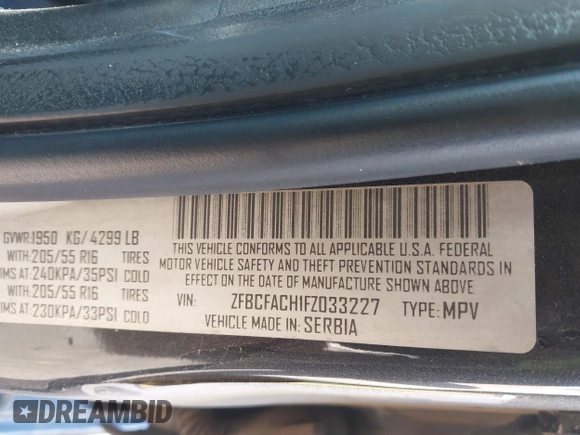 GVWR:1950 KG/4299 LB
WITH:205/55 R16 TIRES
RIMS AT:240KPA/35PSI COLD
WITH:205/55 R16 TIRES
RIMS AT:230KPA/33PSI COLD
THIS VEHICLE CONFORMS TO ALL APPLICABLE U.S.A. FEDERAL
MOTOR VEHICLE SAFETY AND THEFT PREVENTION STANDARDS IN
EFFECT ON THE DATE OF MANUFACTURE SHOWN ABOVE
VIN: ZFBCFACH1FZ033227 TYPE: MPV
VEHICLE MADE IN: SERBIA
DREAMBID